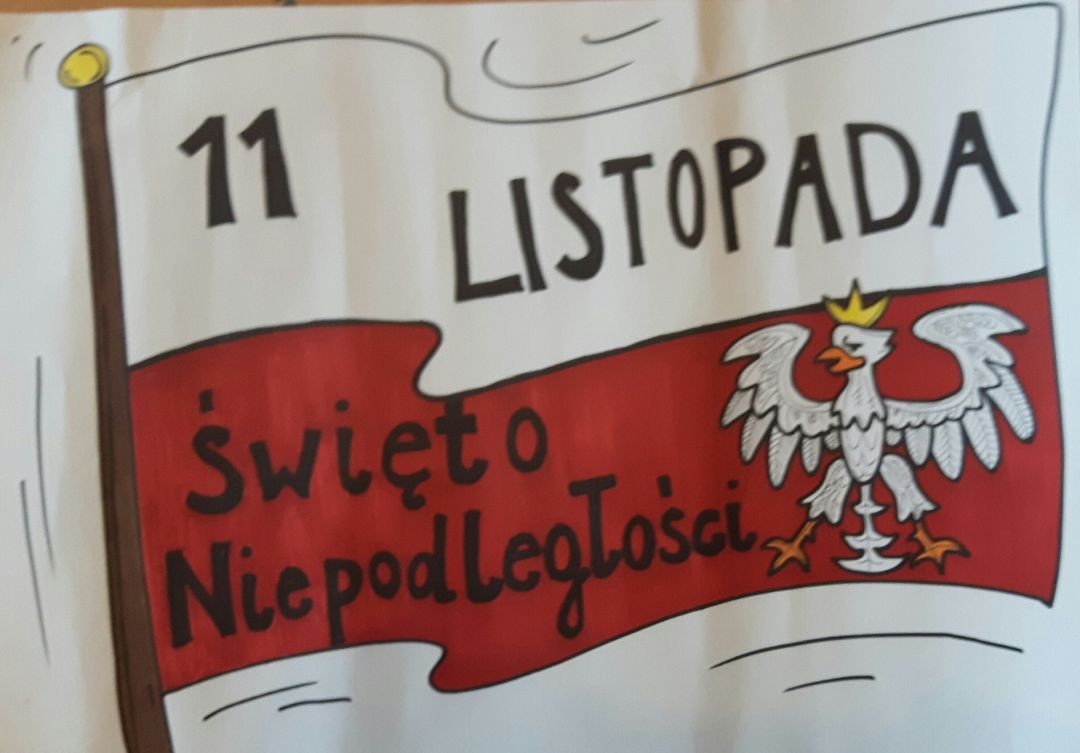 11
LISTOPADA
Święto
Niepodległości